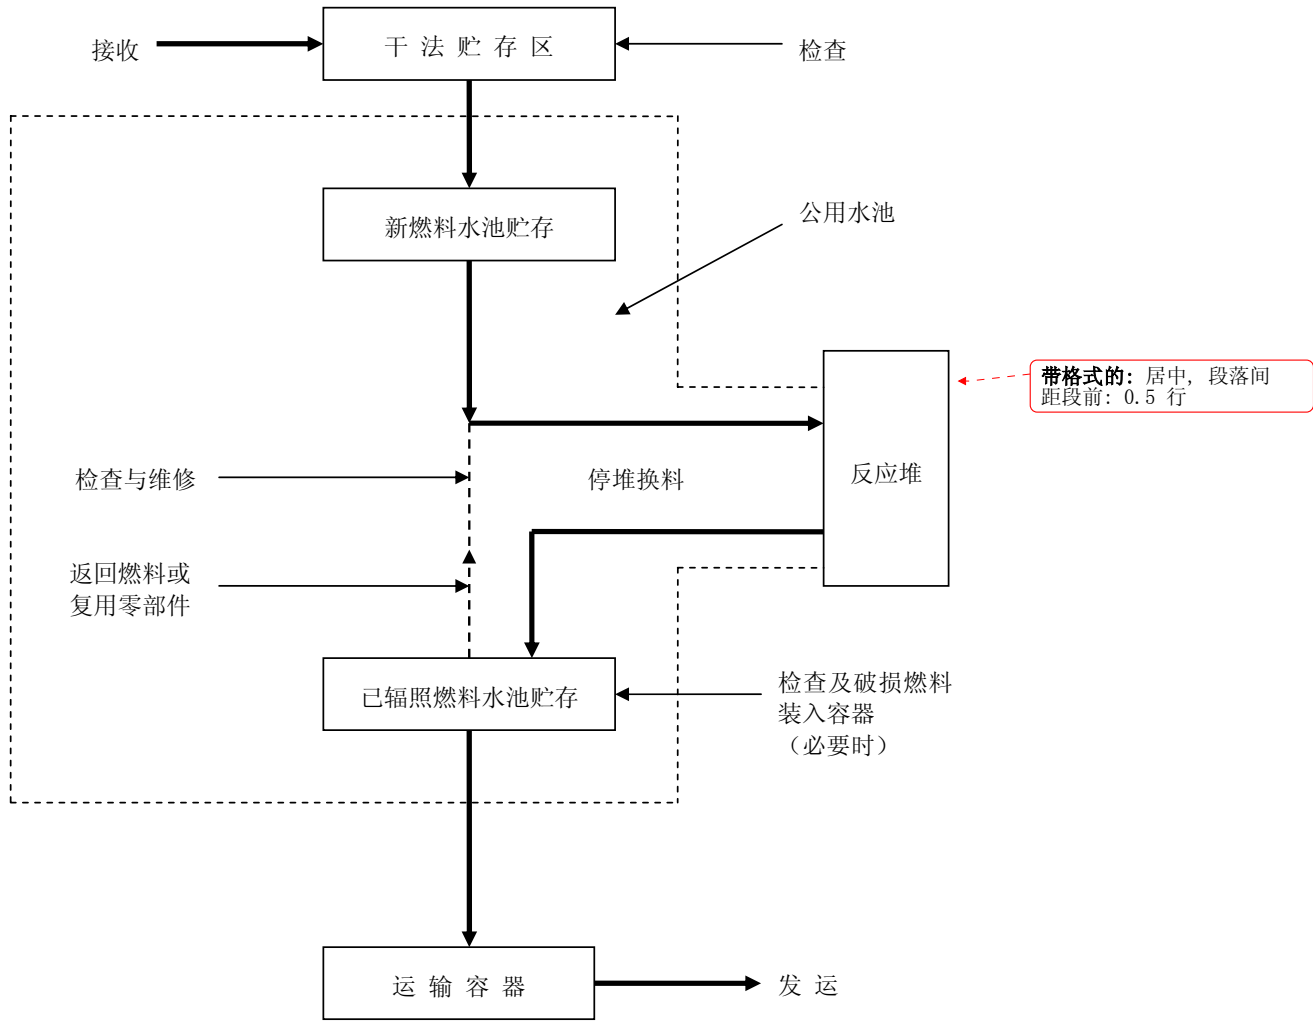 接收
干 法 贮 存 区
检查
新燃料水池贮存
公用水池
带格式的: 居中, 段落间
距段前: 0.5 行
检查与维修
停堆换料
反应堆
返回燃料或
复用零部件
已辐照燃料水池贮存
检查及破损燃料
装入容器
（必要时）
运 输 容 器
发 运